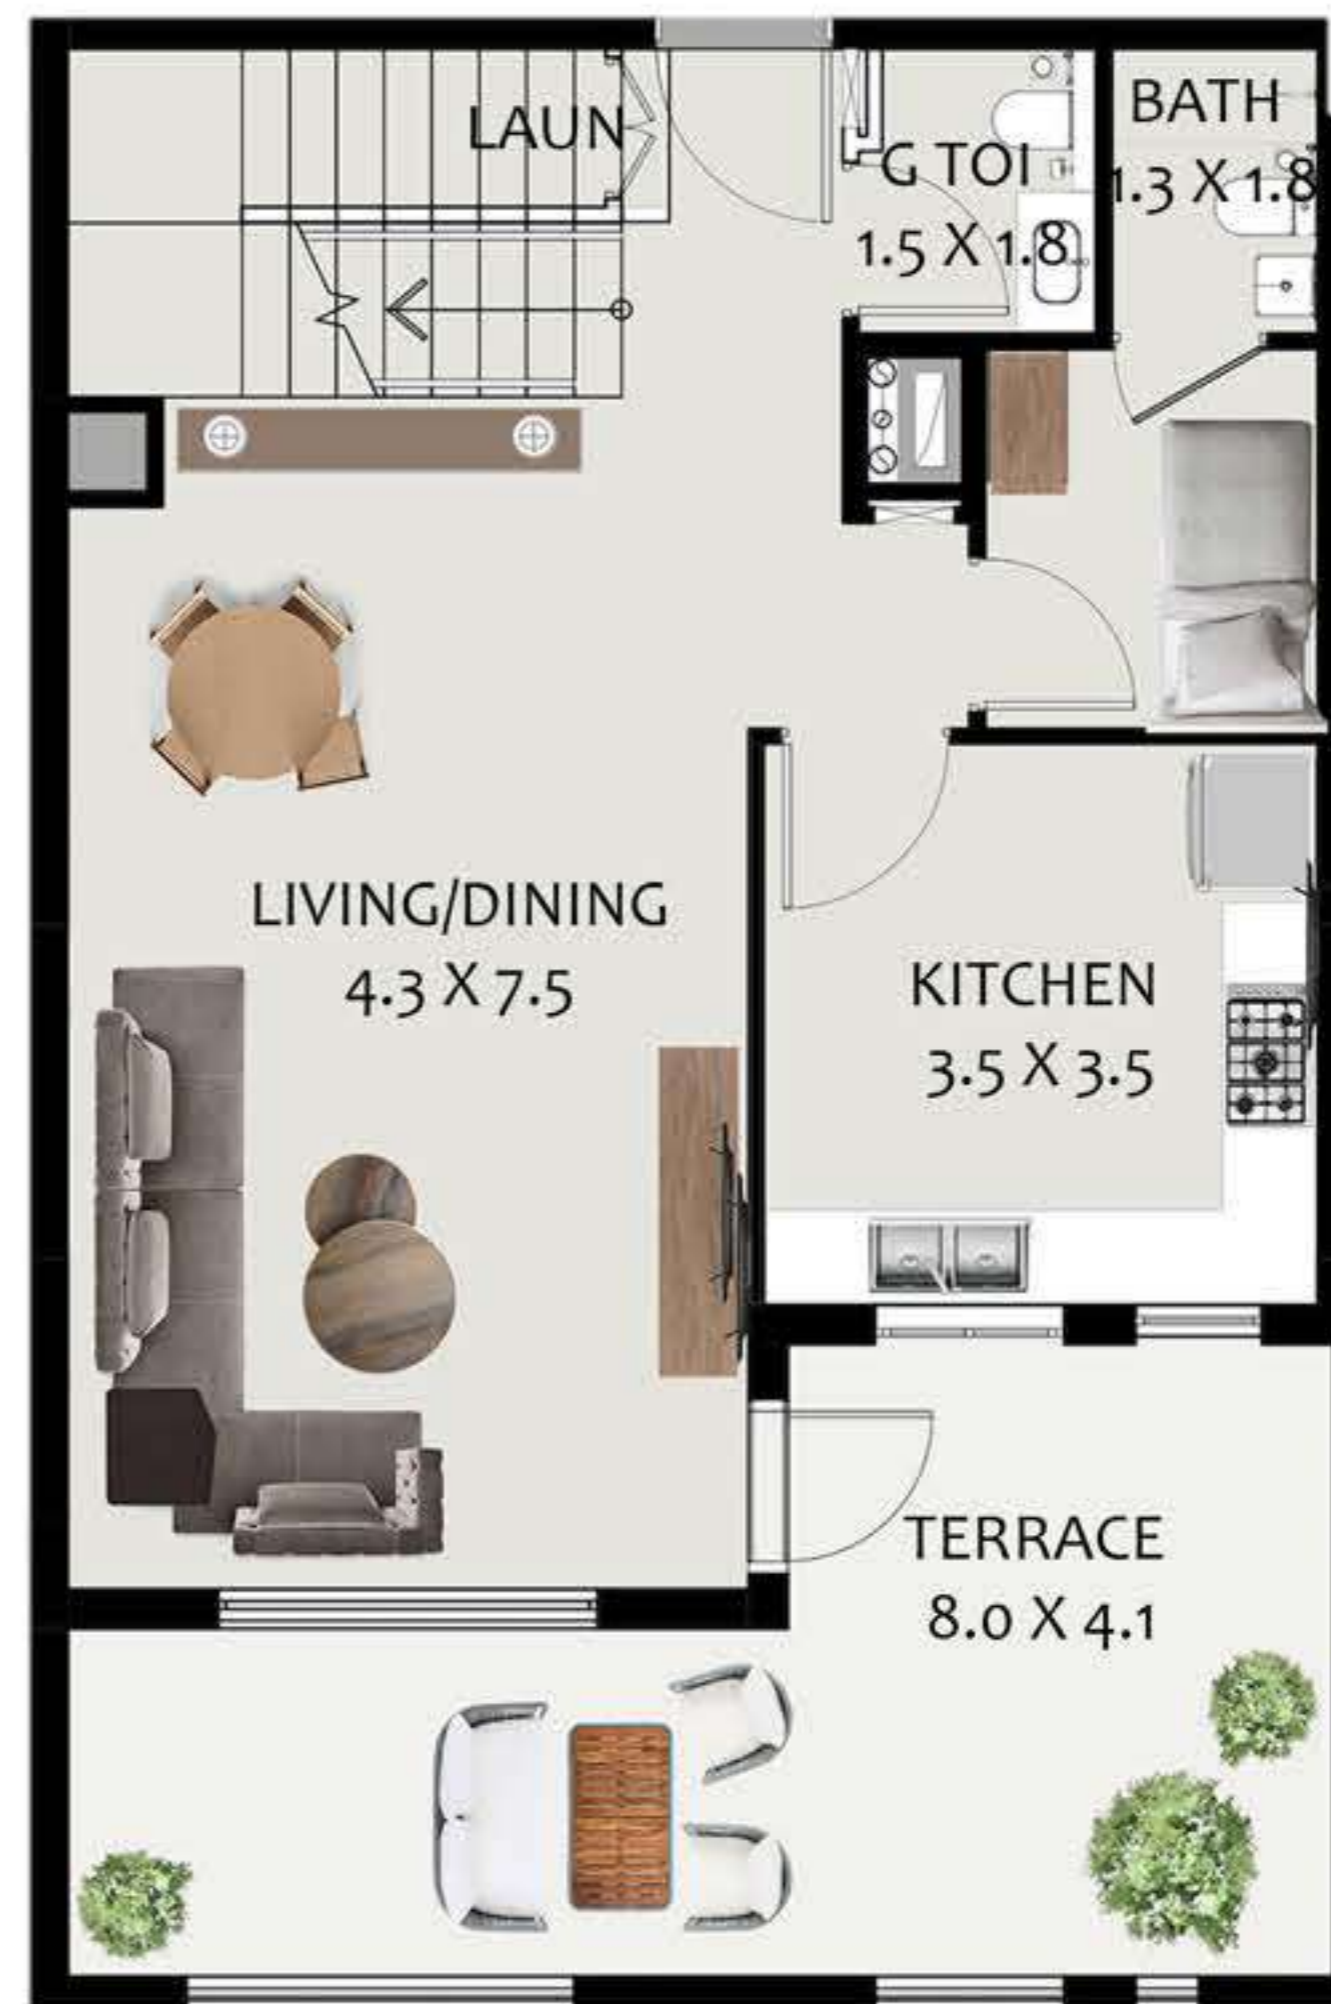 LAUN
G TOI
1.5 X 1.8
BATH
1.3 X 1.8
LIVING/DINING
4.3 X 7.5
KITCHEN
3.5 X 3.5
TERRACE
8.0 X 4.1